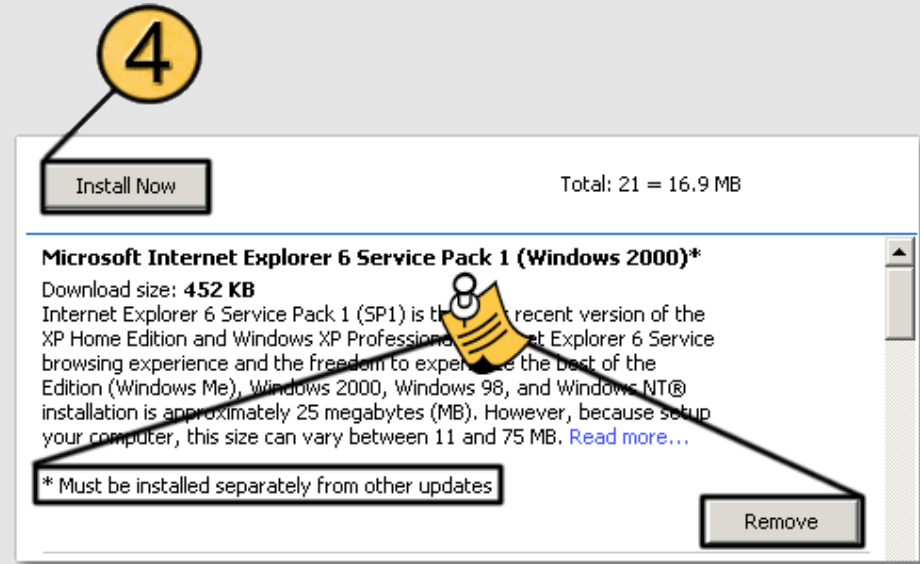 4
Install Now
Total: 21 = 16.9 MB
Microsoft Internet Explorer 6 Service Pack 1 (Windows 2000)*
Download size: 452 KB
Internet Explorer 6 Service Pack 1 (SP1) is recent version of the
XP Home Edition and Windows XP Explorer 6 Service
browsing experience and the freedom to the best of the
Edition (Windows Me), Windows 2000, Windows 98, and Windows NT®
installation is approximately 25 megabytes (MB). However, because setup
your computer, this size can vary between 11 and 75 MB. Read more...
* Must be installed separately from other updates
Remove